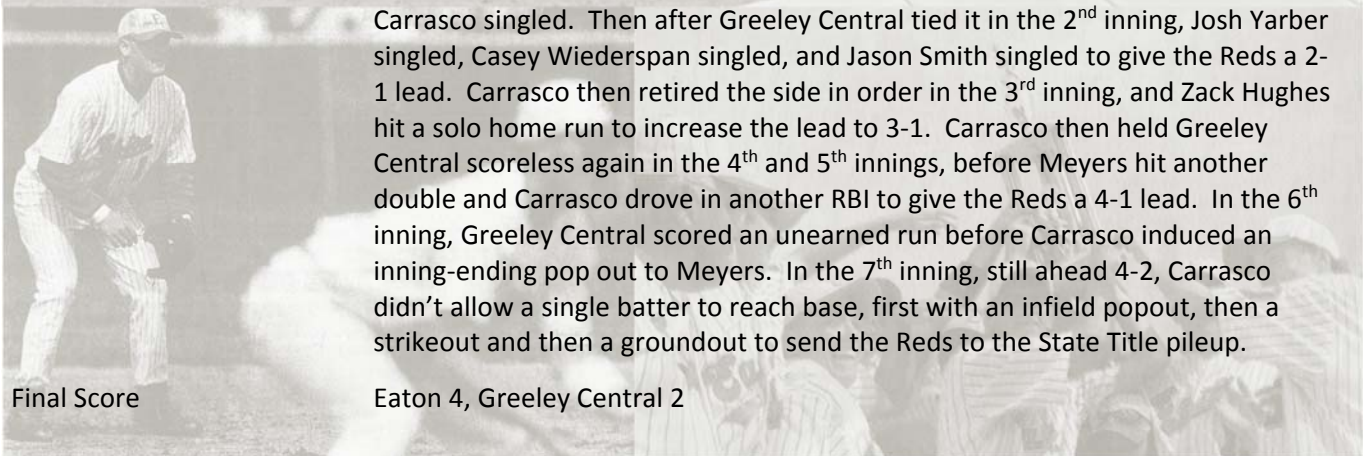 Carrasco singled.  Then after Greeley Central tied it in the 2nd inning, Josh Yarber
singled, Casey Wiederspan singled, and Jason Smith singled to give the Reds a 2-
1 lead.  Carrasco then retired the side in order in the 3rd inning, and Zack Hughes
hit a solo home run to increase the lead to 3-1.  Carrasco then held Greeley
Central scoreless again in the 4th and 5th innings, before Meyers hit another
double and Carrasco drove in another RBI to give the Reds a 4-1 lead.  In the 6th
inning, Greeley Central scored an unearned run before Carrasco induced an
inning-ending pop out to Meyers.  In the 7th inning, still ahead 4-2, Carrasco
didn’t allow a single batter to reach base, first with an infield popout, then a
strikeout and then a groundout to send the Reds to the State Title pileup.
Final Score Eaton 4, Greeley Central 2